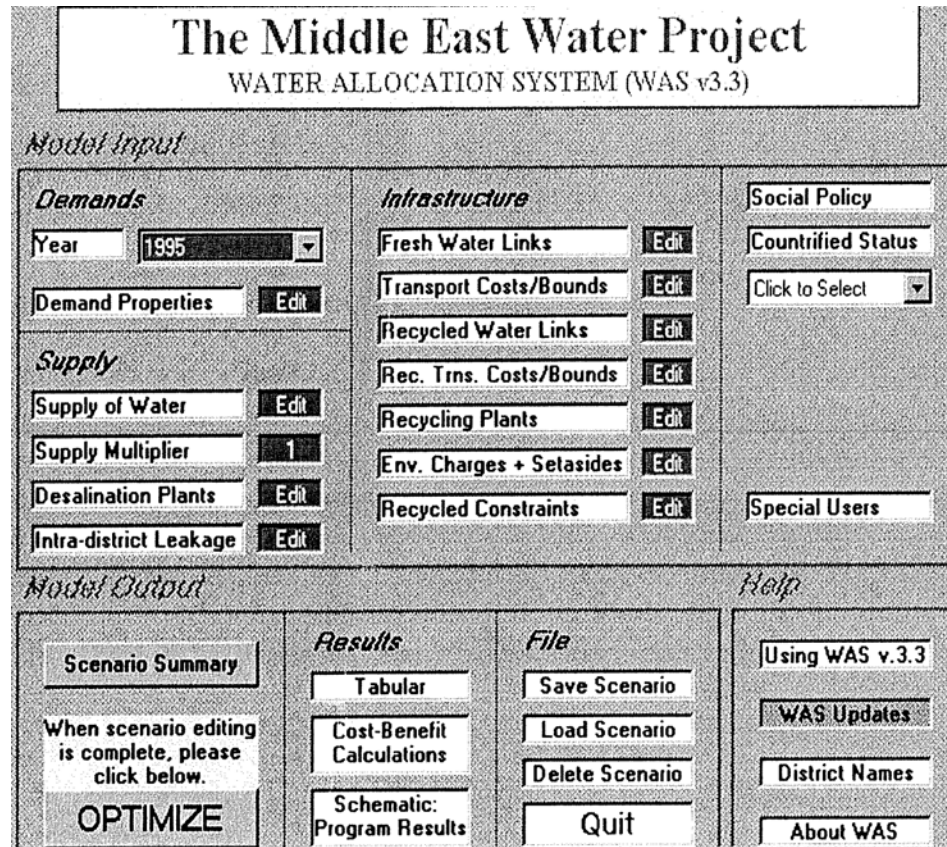 The Middle East Water Project
WATER ALLOCATION SYSTEM (WAS v3.3)
Model Input
Demands
Year
1995
Demand Properties
Edit
Supply
Supply of Water
Edit
Supply Multiplier
1
Desalination Plants
Edit
Intra-district Leakage
Edit
Infrastructure
Fresh Water Links
Edit
Transport Costs/Bounds
Edit
Recycled Water Links
Edit
Rec. Trns. Costs/Bounds
Edit
Recycling Plants
Edit
Env. Charges + Setasides
Edit
Recycled Constraints
Edit
Social Policy
Countrified Status
Click to Select
Special Users
Model Output
Scenario Summary
When scenario editing
is complete, please
click below.
OPTIMIZE
Results
Tabular
Cost-Benefit
Calculations
Schematic:
Program Results
File
Save Scenario
Load Scenario
Delete Scenario
Quit
Help
Using WAS v.3.3
WAS Updates
District Names
About WAS